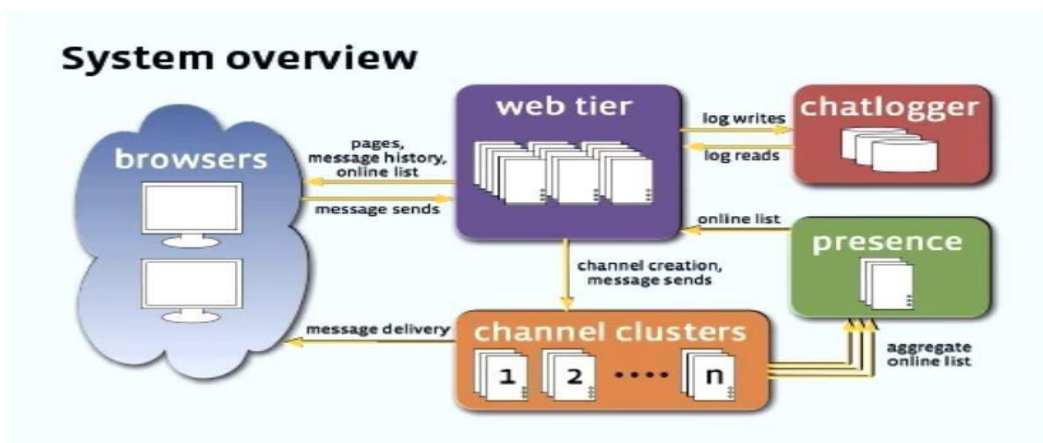 System overview
browsers
pages,
message history,
online list
message sends
web tier
log writes
log reads
chatlogger
online list
presence
channel creation,
message sends
message delivery
channel clusters
1 2 •••• n
aggregate
online list